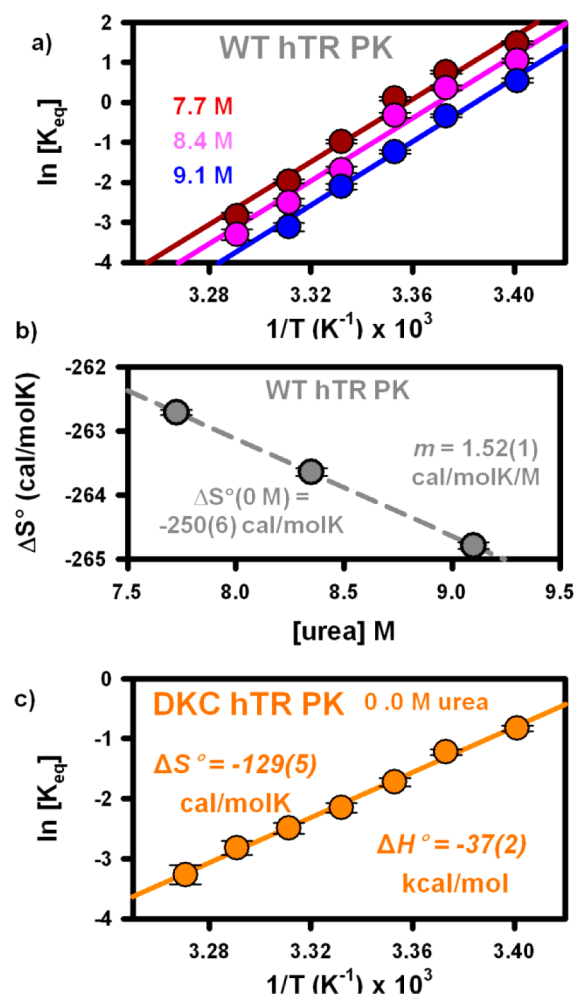 a)
WT hTR PK
7.7 M
8.4 M
9.1 M
ln [Keq]
2
1
0
-1
-2
-3
-4
3.28 3.32 3.36 3.40
1/T (K-1) x 103
b)
WT hTR PK
m = 1.52(1)
cal/molK/M
ΔS°(0 M) =
-250(6) cal/molK
ΔS° (cal/molK)
-262
-263
-264
-265
7.5 8.0 8.5 9.0 9.5
[urea] M
c)
DKC hTR PK 0 .0 M urea
ΔS° = -129(5)
cal/molK
ΔH° = -37(2)
kcal/mol
ln [Keq]
0
-1
-2
-3
-4
3.28 3.32 3.36 3.40
1/T (K-1) x 103